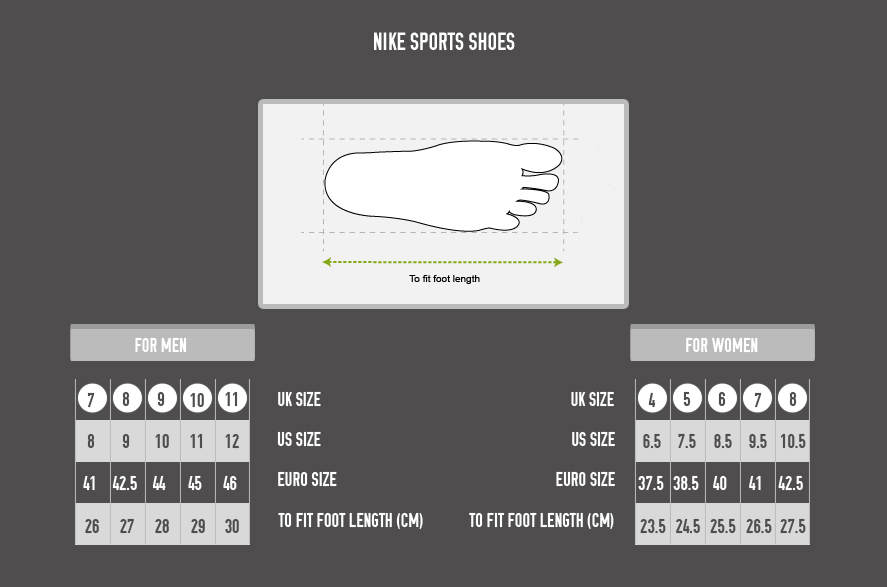 NIKE SPORTS SHOES
To fit foot length
FOR MEN
FOR WOMEN
7 8 9 10 11 UK SIZE UK SIZE 4 5 6 7 8
8 9 10 11 12 US SIZE US SIZE 6.5 7.5 8.5 9.5 10.5
41 42.5 44 45 46 EURO SIZE EURO SIZE 37.5 38.5 40 41 42.5
26 27 28 29 30 TO FIT FOOT LENGTH (CM) TO FIT FOOT LENGTH (CM) 23.5 24.5 25.5 26.5 27.5